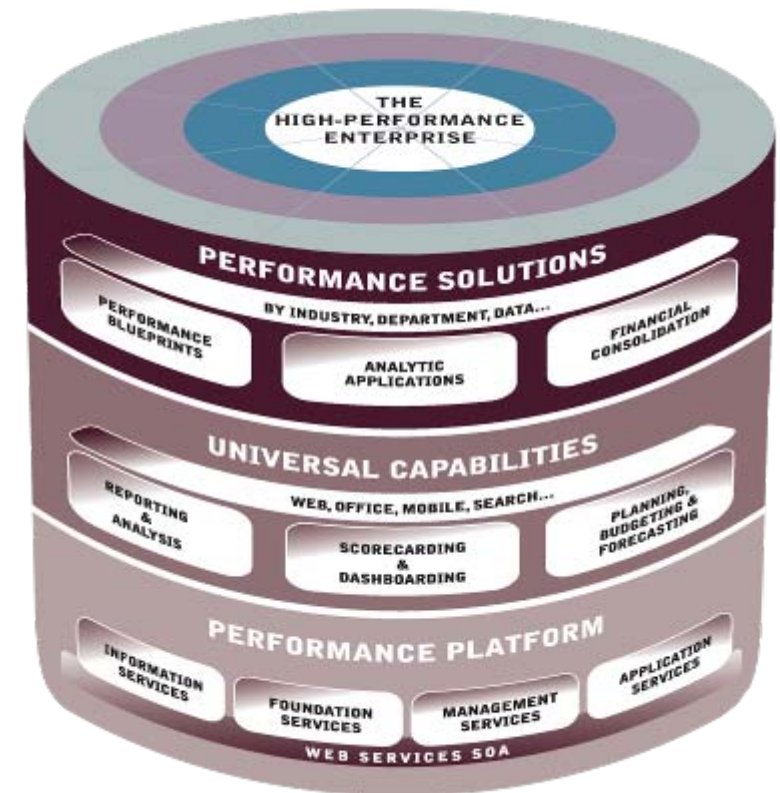 THE
HIGH-PERFORMANCE
ENTERPRISE
PERFORMANCE SOLUTIONS
BY INDUSTRY, DEPARTMENT, DATA...
PERFORMANCE
BLUEPRINTS
ANALYTIC
APPLICATIONS
FINANCIAL
CONSOLIDATION
UNIVERSAL CAPABILITIES
WEB, OFFICE, MOBILE, SEARCH...
REPORTING
&
ANALYSIS
SCORECARDING
&
DASHBOARDING
PLANNING,
BUDGETING &
FORECASTING
PERFORMANCE PLATFORM
INFORMATION
SERVICES
FOUNDATION
SERVICES
MANAGEMENT
SERVICES
APPLICATION
SERVICES
WEB SERVICES SOA